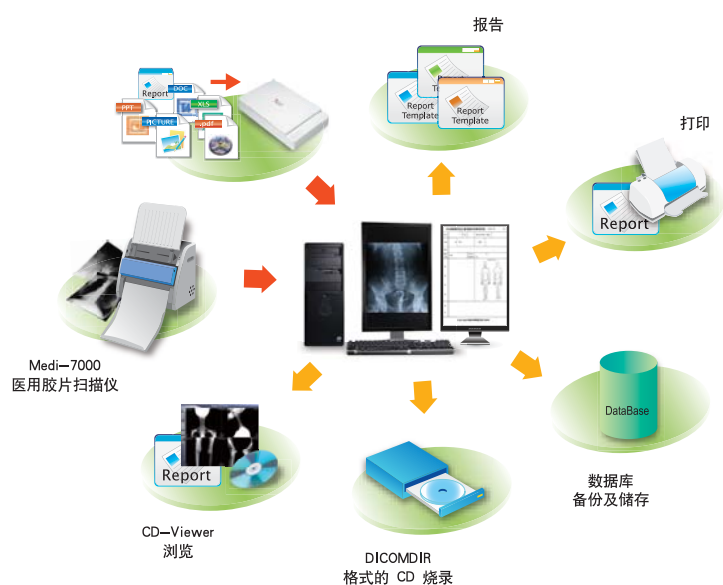 报告
Report
DOC
XLS
PPT
PICTURE
.pdf
Report
Report
Template
Report
Template
打印
Report
Medi-7000
医用胶片扫描仪
DataBase
数据库
备份及储存
Report
CD-Viewer
浏览
DICOMDIR
格式的 CD 烧录